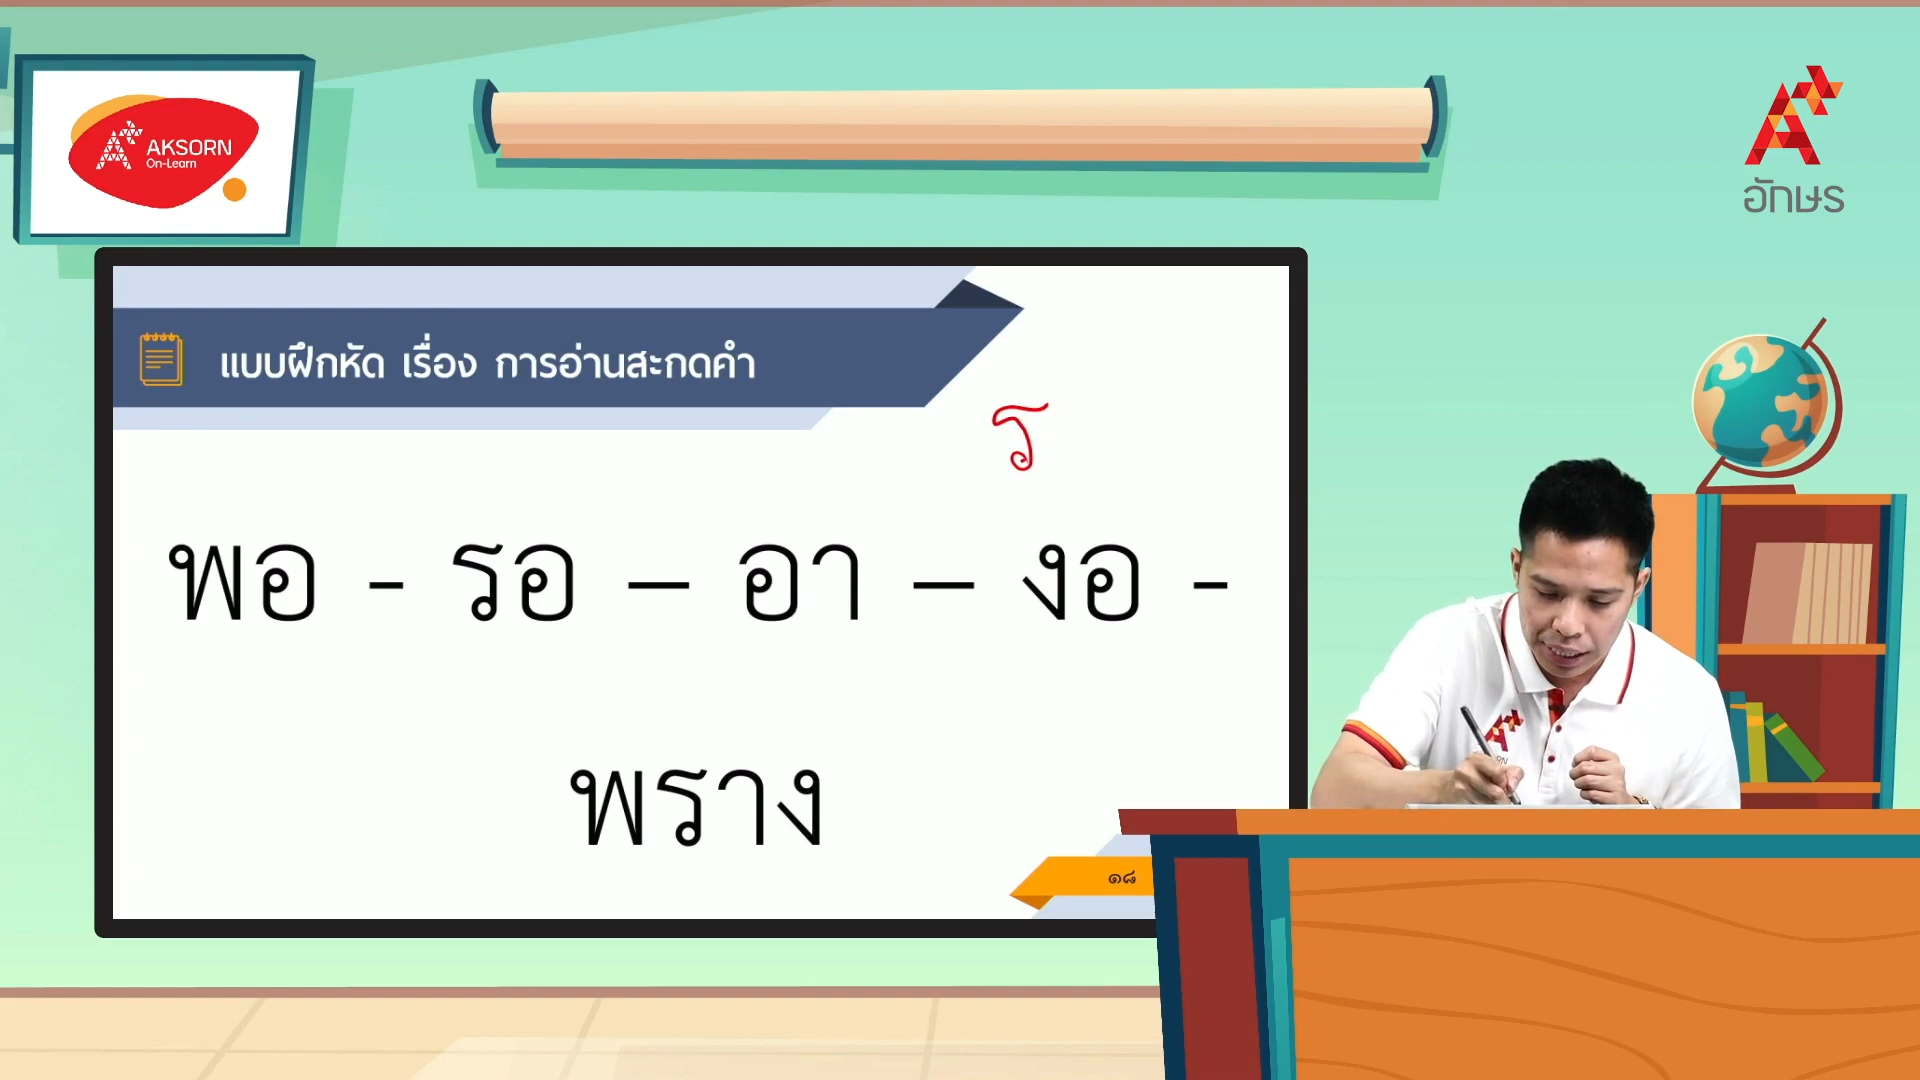 AKSORN
On-Learn
อักษร
แบบฝึกหัด เรื่อง การอ่านสะกดคำ
ร
พอ - รอ – อา – งอ -
พราง
๑๘